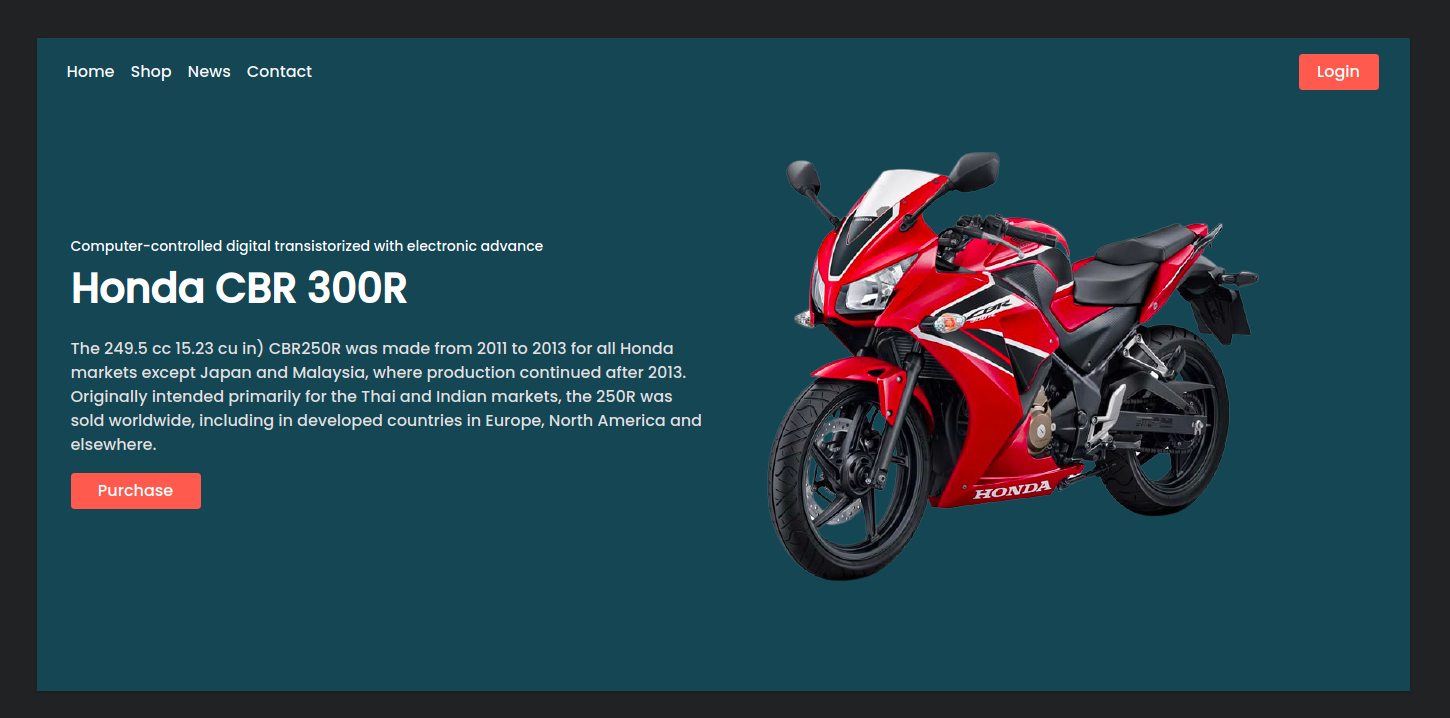 Home Shop News Contact
Login
Computer-controlled digital transistorized with electronic advance
Honda CBR 300R
The 249.5 cc 15.23 cu in) CBR250R was made from 2011 to 2013 for all Honda
markets except Japan and Malaysia, where production continued after 2013.
Originally intended primarily for the Thai and Indian markets, the 250R was
sold worldwide, including in developed countries in Europe, North America and
elsewhere.
Purchase
CBR
HONDA